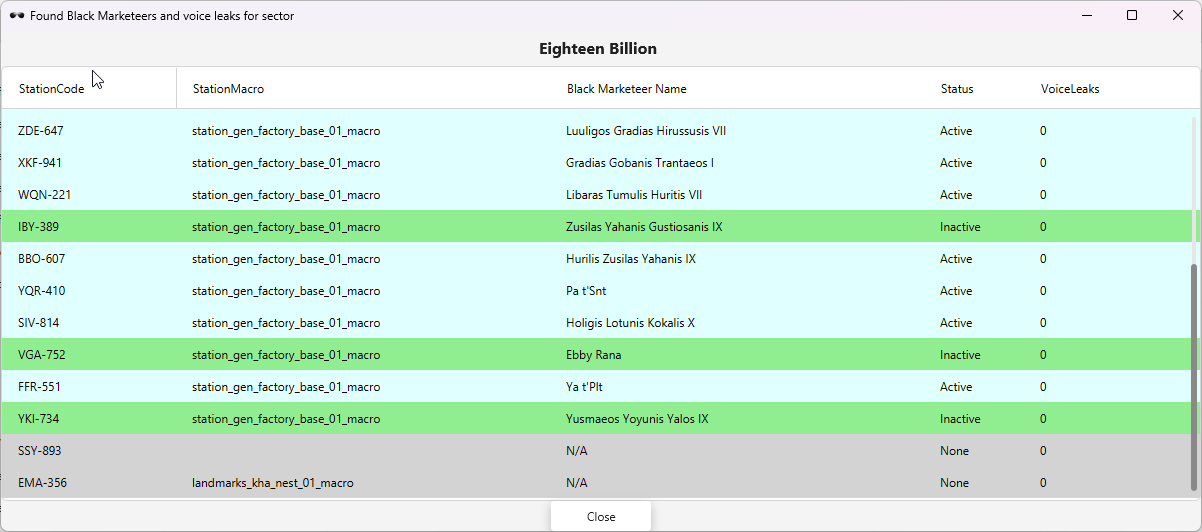 Found Black Marketeers and voice leaks for sector
Eighteen Billion
StationCode StationMacro Black Marketeer Name Status VoiceLeaks
ZDE-647 station_gen_factory_base_01_macro Luuligos Gradias Hirussusis VII Active 0
XKF-941 station_gen_factory_base_01_macro Gradias Gobanis Trantaeos I Active 0
WQN-221 station_gen_factory_base_01_macro Libaras Tumulis Huritis VII Active 0
IBY-389 station_gen_factory_base_01_macro Zusilas Yahanis Gustiosanis IX Inactive 0
BBO-607 station_gen_factory_base_01_macro Hurilis Zusilas Yahanis IX Active 0
YQR-410 station_gen_factory_base_01_macro Pa t'Snt Active 0
SIV-814 station_gen_factory_base_01_macro Holigis Lotunis Kokalis X Active 0
VGA-752 station_gen_factory_base_01_macro Ebby Rana Inactive 0
FFR-551 station_gen_factory_base_01_macro Ya t'Plt Active 0
YKI-734 station_gen_factory_base_01_macro Yusmaeos Yoyunis Yalos IX Inactive 0
SSY-893 N/A None 0
EMA-356 landmarks_kha_nest_01_macro N/A None 0
Close